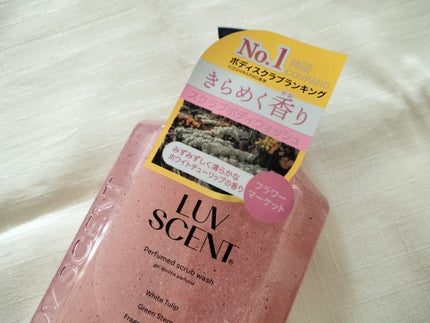 No.1 韓国
COUPANG
ボディスクラブランキング
きらめく香り
スクラブボディウォッシュ
みずみずしく清らかな
ホワイトチューリップの香り
フラワー
マーケット
LUV
SCENT
Perfumed scrub wash
White Tulip
Green Stem